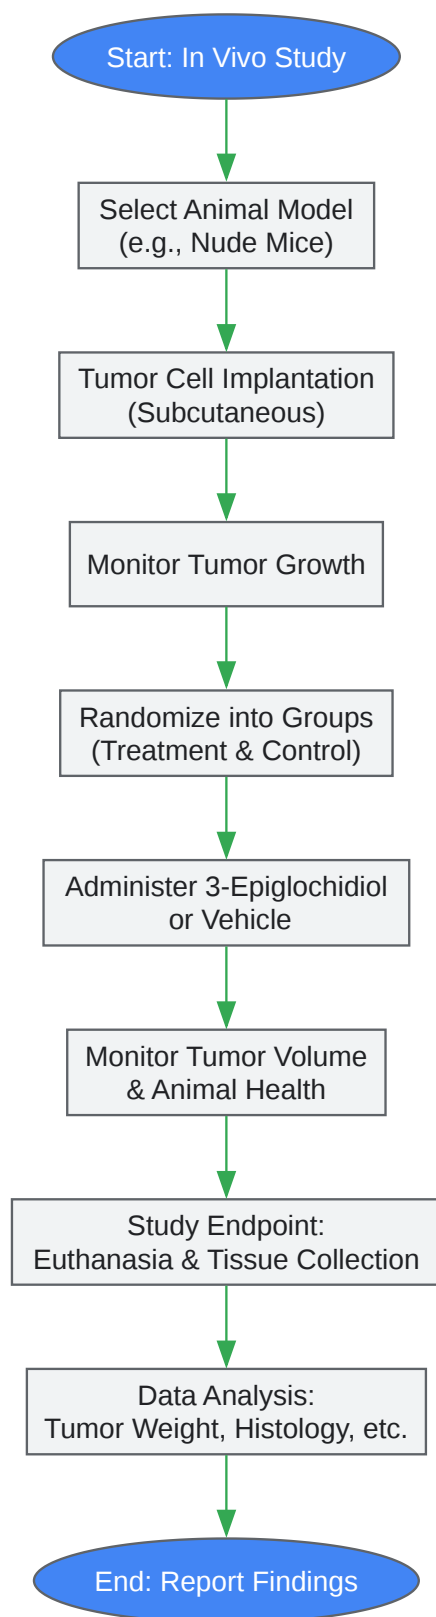 Start: In Vivo Study
Select Animal Model
(e.g., Nude Mice)
Tumor Cell Implantation
(Subcutaneous)
Monitor Tumor Growth
Randomize into Groups
(Treatment & Control)
Administer 3-Epiglochidiol
or Vehicle
Monitor Tumor Volume
& Animal Health
Study Endpoint:
Euthanasia & Tissue Collection
Data Analysis:
Tumor Weight, Histology, etc.
End: Report Findings